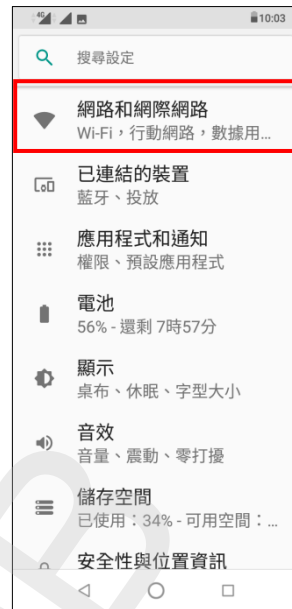 4G
10:03
搜尋設定
網路和網際網路
Wi-Fi，行動網路，數據用...
已連結的裝置
藍牙、投放
應用程式和通知
權限、預設應用程式
電池
56% - 還剩 7時57分
顯示
桌布、休眠、字型大小
音效
音量、震動、零打擾
儲存空間
已使用：34% - 可用空間：...
安全性與位置資訊